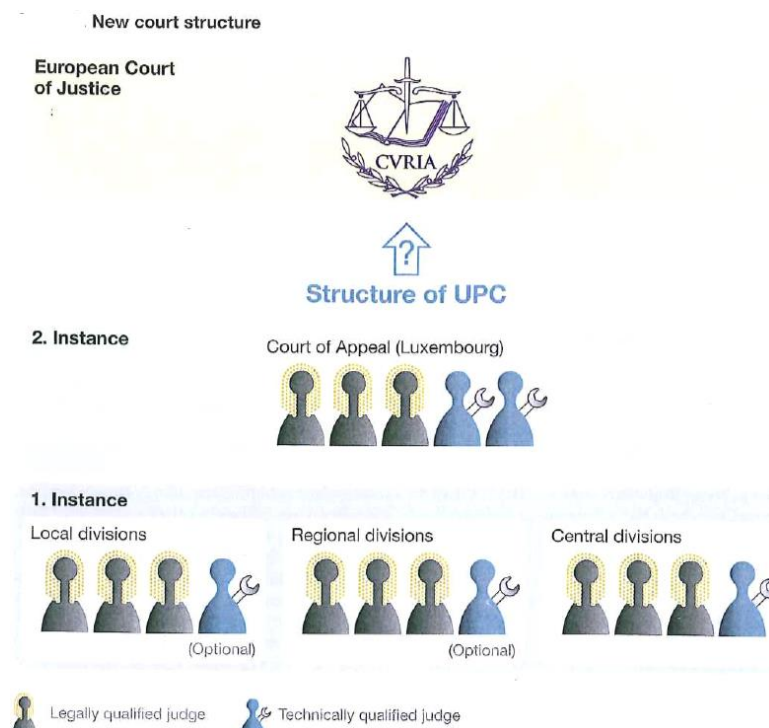 New court structure
European Court
of Justice
CVRIA
?
Structure of UPC
2. Instance
Court of Appeal (Luxembourg)
1. Instance
Local divisions
Regional divisions
Central divisions
(Optional)
(Optional)
Legally qualified judge
Technically qualified judge